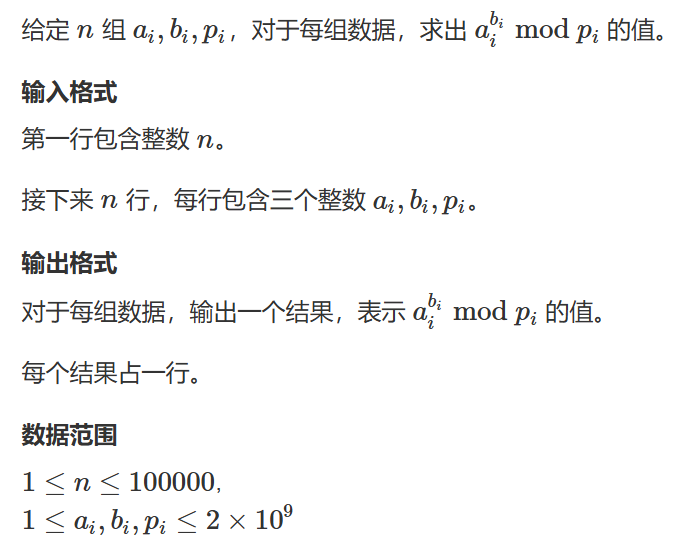 给定 $n$ 组 $a_i, b_i, p_i$，对于每组数据，求出 $a_i^{b_i} \bmod p_i$ 的值。
输入格式
第一行包含整数 $n$。
接下来 $n$ 行，每行包含三个整数 $a_i, b_i, p_i$。
输出格式
对于每组数据，输出一个结果，表示 $a_i^{b_i} \bmod p_i$ 的值。
每个结果占一行。
数据范围
$1 \le n \le 100000$,
$1 \le a_i, b_i, p_i \le 2 \times 10^9$